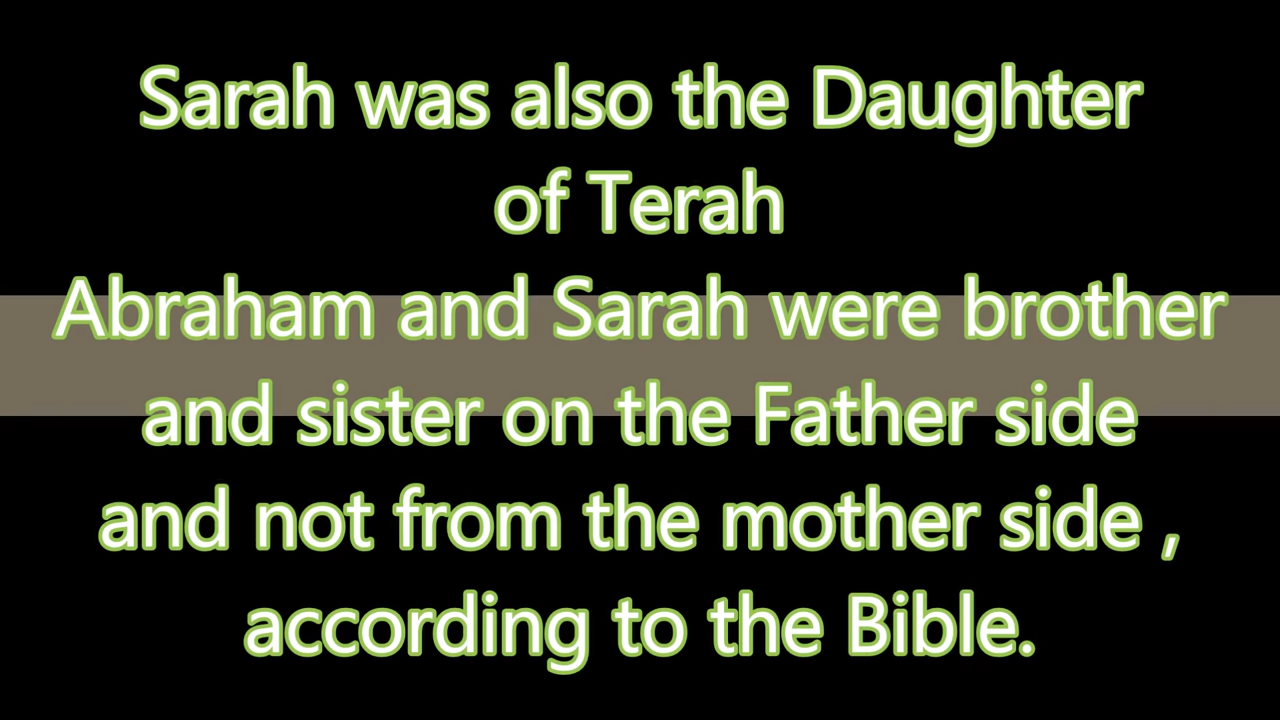 Sarah was also the Daughter
of Terah
Abraham and Sarah were brother
and sister on the Father side
and not from the mother side ,
according to the Bible.